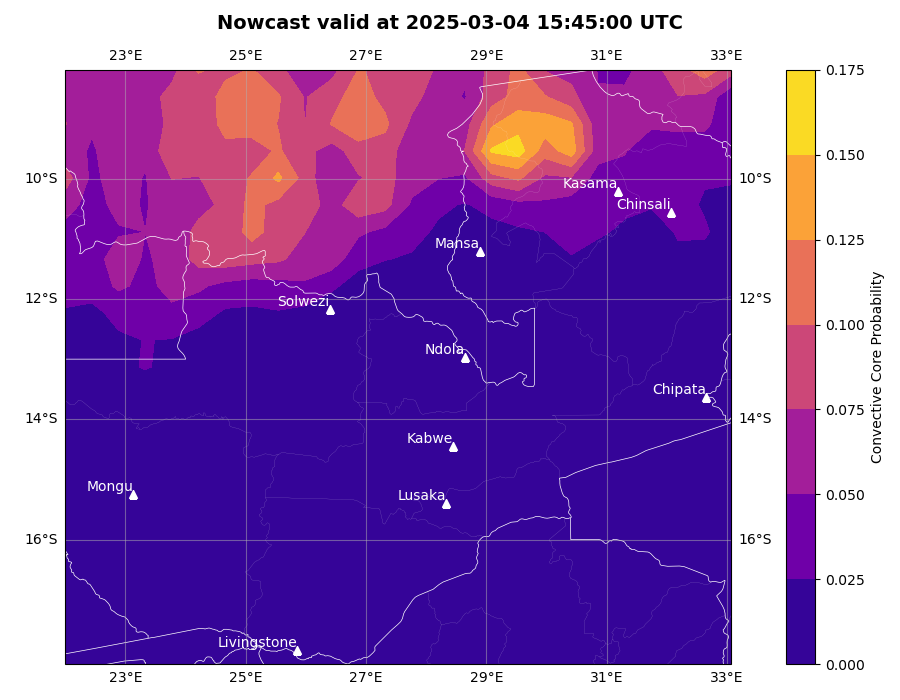 Nowcast valid at 2025-03-04 15:45:00 UTC
23°E 25°E 27°E 29°E 31°E 33°E
0.175
0.150
10°S Kasama 10°S
Chinsali
0.125
Mansa
12°S Solwezi 12°S
0.100
Ndola
Chipata
0.075
14°S 14°S
Kabwe
Mongu Lusaka
0.050
16°S 16°S
0.025
Livingstone
0.000
23°E 25°E 27°E 29°E 31°E 33°E
Convective Core Probability